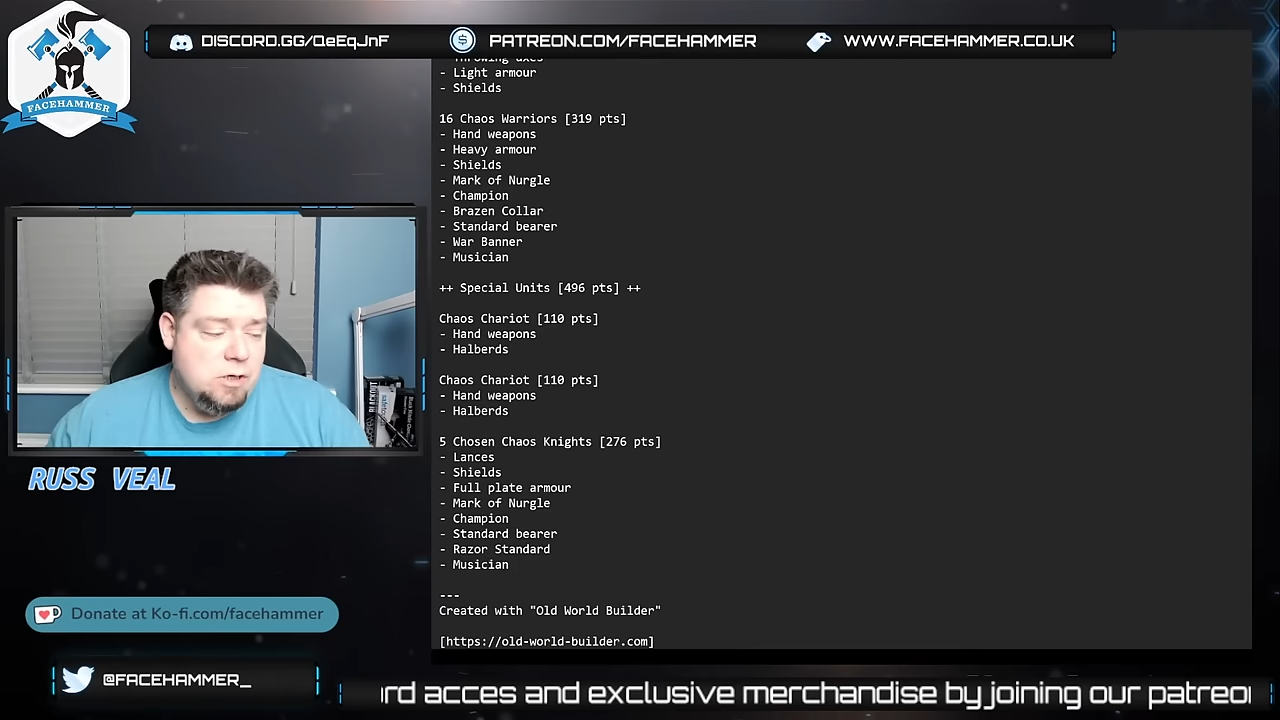 DISCORD.GG/QeEqJnF
PATREON.COM/FACEHAMMER
WWW.FACEHAMMER.CO.UK
FACEHAMMER
- Throwing axes
- Light armour
- Shields
16 Chaos Warriors [319 pts]
- Hand weapons
- Heavy armour
- Shields
- Mark of Nurgle
- Champion
- Brazen Collar
- Standard bearer
- War Banner
- Musician
++ Special Units [496 pts] ++
Chaos Chariot [110 pts]
- Hand weapons
- Halberds
Chaos Chariot [110 pts]
- Hand weapons
- Halberds
5 Chosen Chaos Knights [276 pts]
- Lances
- Shields
- Full plate armour
- Mark of Nurgle
- Champion
- Standard bearer
- Razor Standard
- Musician
---
Created with "Old World Builder"
[https://old-world-builder.com]
BLACKOUT
RUSS VEAL
Donate at Ko-fi.com/facehammer
@FACEHAMMER_
rd acces and exclusive merchandise by joining our patreo